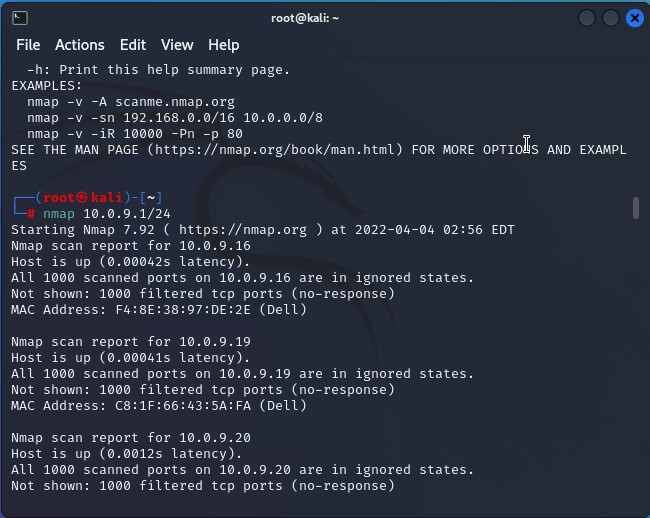 root@kali: ~
File Actions Edit View Help
-h: Print this help summary page.
EXAMPLES:
nmap -v -A scanme.nmap.org
nmap -v -sn 192.168.0.0/16 10.0.0.0/8
nmap -v -iR 10000 -Pn -p 80
SEE THE MAN PAGE (https://nmap.org/book/man.html) FOR MORE OPTIONS AND EXAMPL
ES
┌──(root㉿kali)-[~]
└─# nmap 10.0.9.1/24
Starting Nmap 7.92 ( https://nmap.org ) at 2022-04-04 02:56 EDT
Nmap scan report for 10.0.9.16
Host is up (0.00042s latency).
All 1000 scanned ports on 10.0.9.16 are in ignored states.
Not shown: 1000 filtered tcp ports (no-response)
MAC Address: F4:8E:38:97:DE:2E (Dell)
Nmap scan report for 10.0.9.19
Host is up (0.00041s latency).
All 1000 scanned ports on 10.0.9.19 are in ignored states.
Not shown: 1000 filtered tcp ports (no-response)
MAC Address: C8:1F:66:43:5A:FA (Dell)
Nmap scan report for 10.0.9.20
Host is up (0.0012s latency).
All 1000 scanned ports on 10.0.9.20 are in ignored states.
Not shown: 1000 filtered tcp ports (no-response)